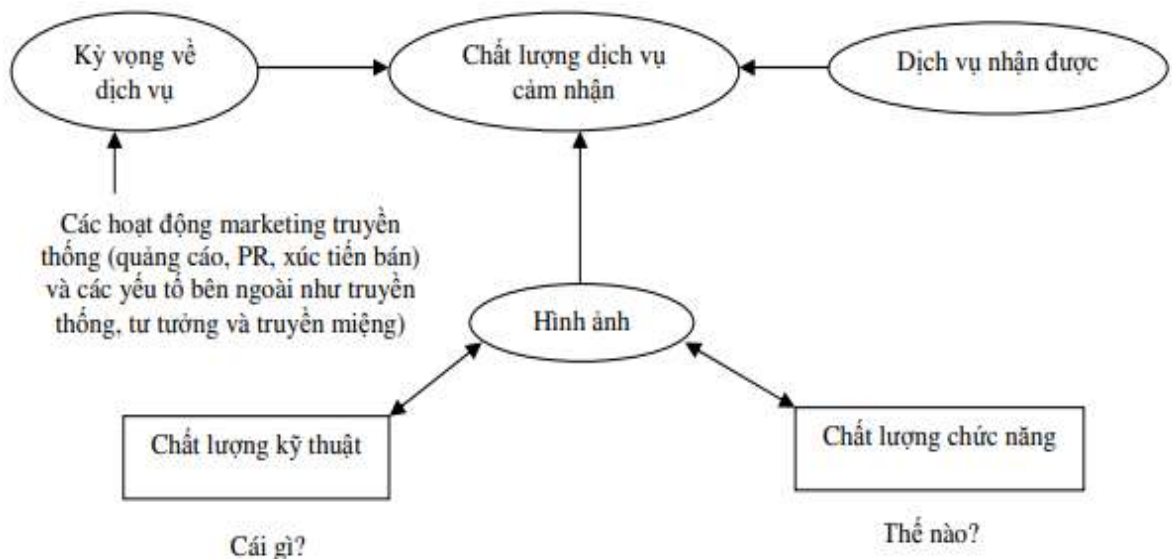 Kỳ vọng về
dịch vụ
Chất lượng dịch vụ
cảm nhận
Dịch vụ nhận được
Các hoạt động marketing truyền
thống (quảng cáo, PR, xúc tiến bán)
và các yếu tố bên ngoài như truyền
thống, tư tưởng và truyền miệng)
Hình ảnh
Chất lượng kỹ thuật
Chất lượng chức năng
Cái gì?
Thế nào?